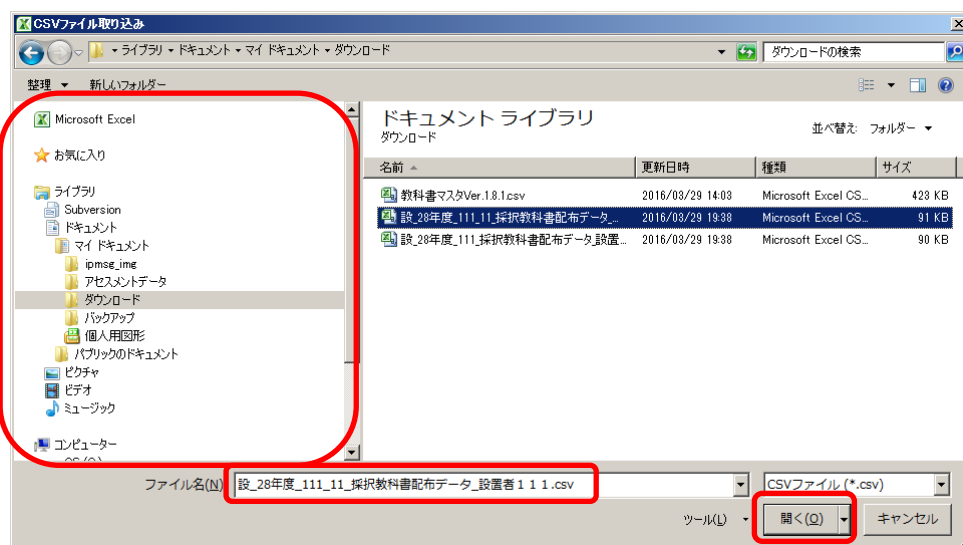 CSVファイル取り込み
▸ ライブラリ ▸ ドキュメント ▸ マイ ドキュメント ▸ ダウンロード
ダウンロードの検索
整理 ▼ 新しいフォルダー
Microsoft Excel
お気に入り
ライブラリ
Subversion
ドキュメント
マイ ドキュメント
ipmsg_img
アセスメントデータ
ダウンロード
バックアップ
個人用図形
パブリックのドキュメント
ピクチャ
ビデオ
ミュージック
コンピューター
ドキュメント ライブラリ
ダウンロード
並べ替え: フォルダー ▼
名前 更新日時 種類 サイズ
教科書マスタVer.1.8.1.csv 2016/03/29 14:03 Microsoft Excel CS... 423 KB
設_28年度_111_11_採択教科書配布データ_... 2016/03/29 19:38 Microsoft Excel CS... 91 KB
設_28年度_111_採択教科書配布データ_設置... 2016/03/29 19:38 Microsoft Excel CS... 90 KB
ファイル名(N) 設_28年度_111_11_採択教科書配布データ_設置者１１１.csv
CSVファイル (*.csv)
ツール(L) 開く(O) キャンセル